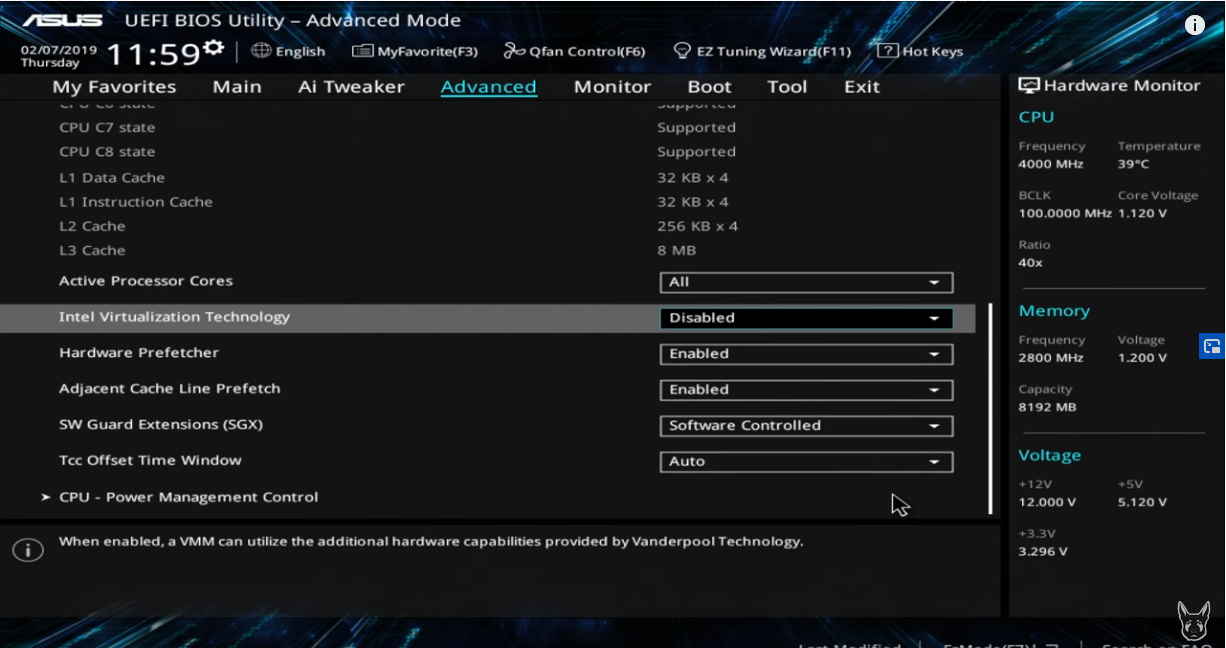 ASUS UEFI BIOS Utility – Advanced Mode
02/07/2019 Thursday 11:59 English MyFavorite(F3) Qfan Control(F6) EZ Tuning Wizard(F11) ? Hot Keys
My Favorites Main Ai Tweaker Advanced Monitor Boot Tool Exit
CPU C7 state Supported
CPU C8 state Supported
L1 Data Cache 32 KB x 4
L1 Instruction Cache 32 KB x 4
L2 Cache 256 KB x 4
L3 Cache 8 MB
Active Processor Cores All
Intel Virtualization Technology Disabled
Hardware Prefetcher Enabled
Adjacent Cache Line Prefetch Enabled
SW Guard Extensions (SGX) Software Controlled
Tcc Offset Time Window Auto
CPU - Power Management Control
When enabled, a VMM can utilize the additional hardware capabilities provided by Vanderpool Technology.
Hardware Monitor
CPU
Frequency Temperature
4000 MHz 39°C
BCLK Core Voltage
100.0000 MHz 1.120 V
Ratio
40x
Memory
Frequency Voltage
2800 MHz 1.200 V
Capacity
8192 MB
Voltage
+12V +5V
12.000 V 5.120 V
+3.3V
3.296 V